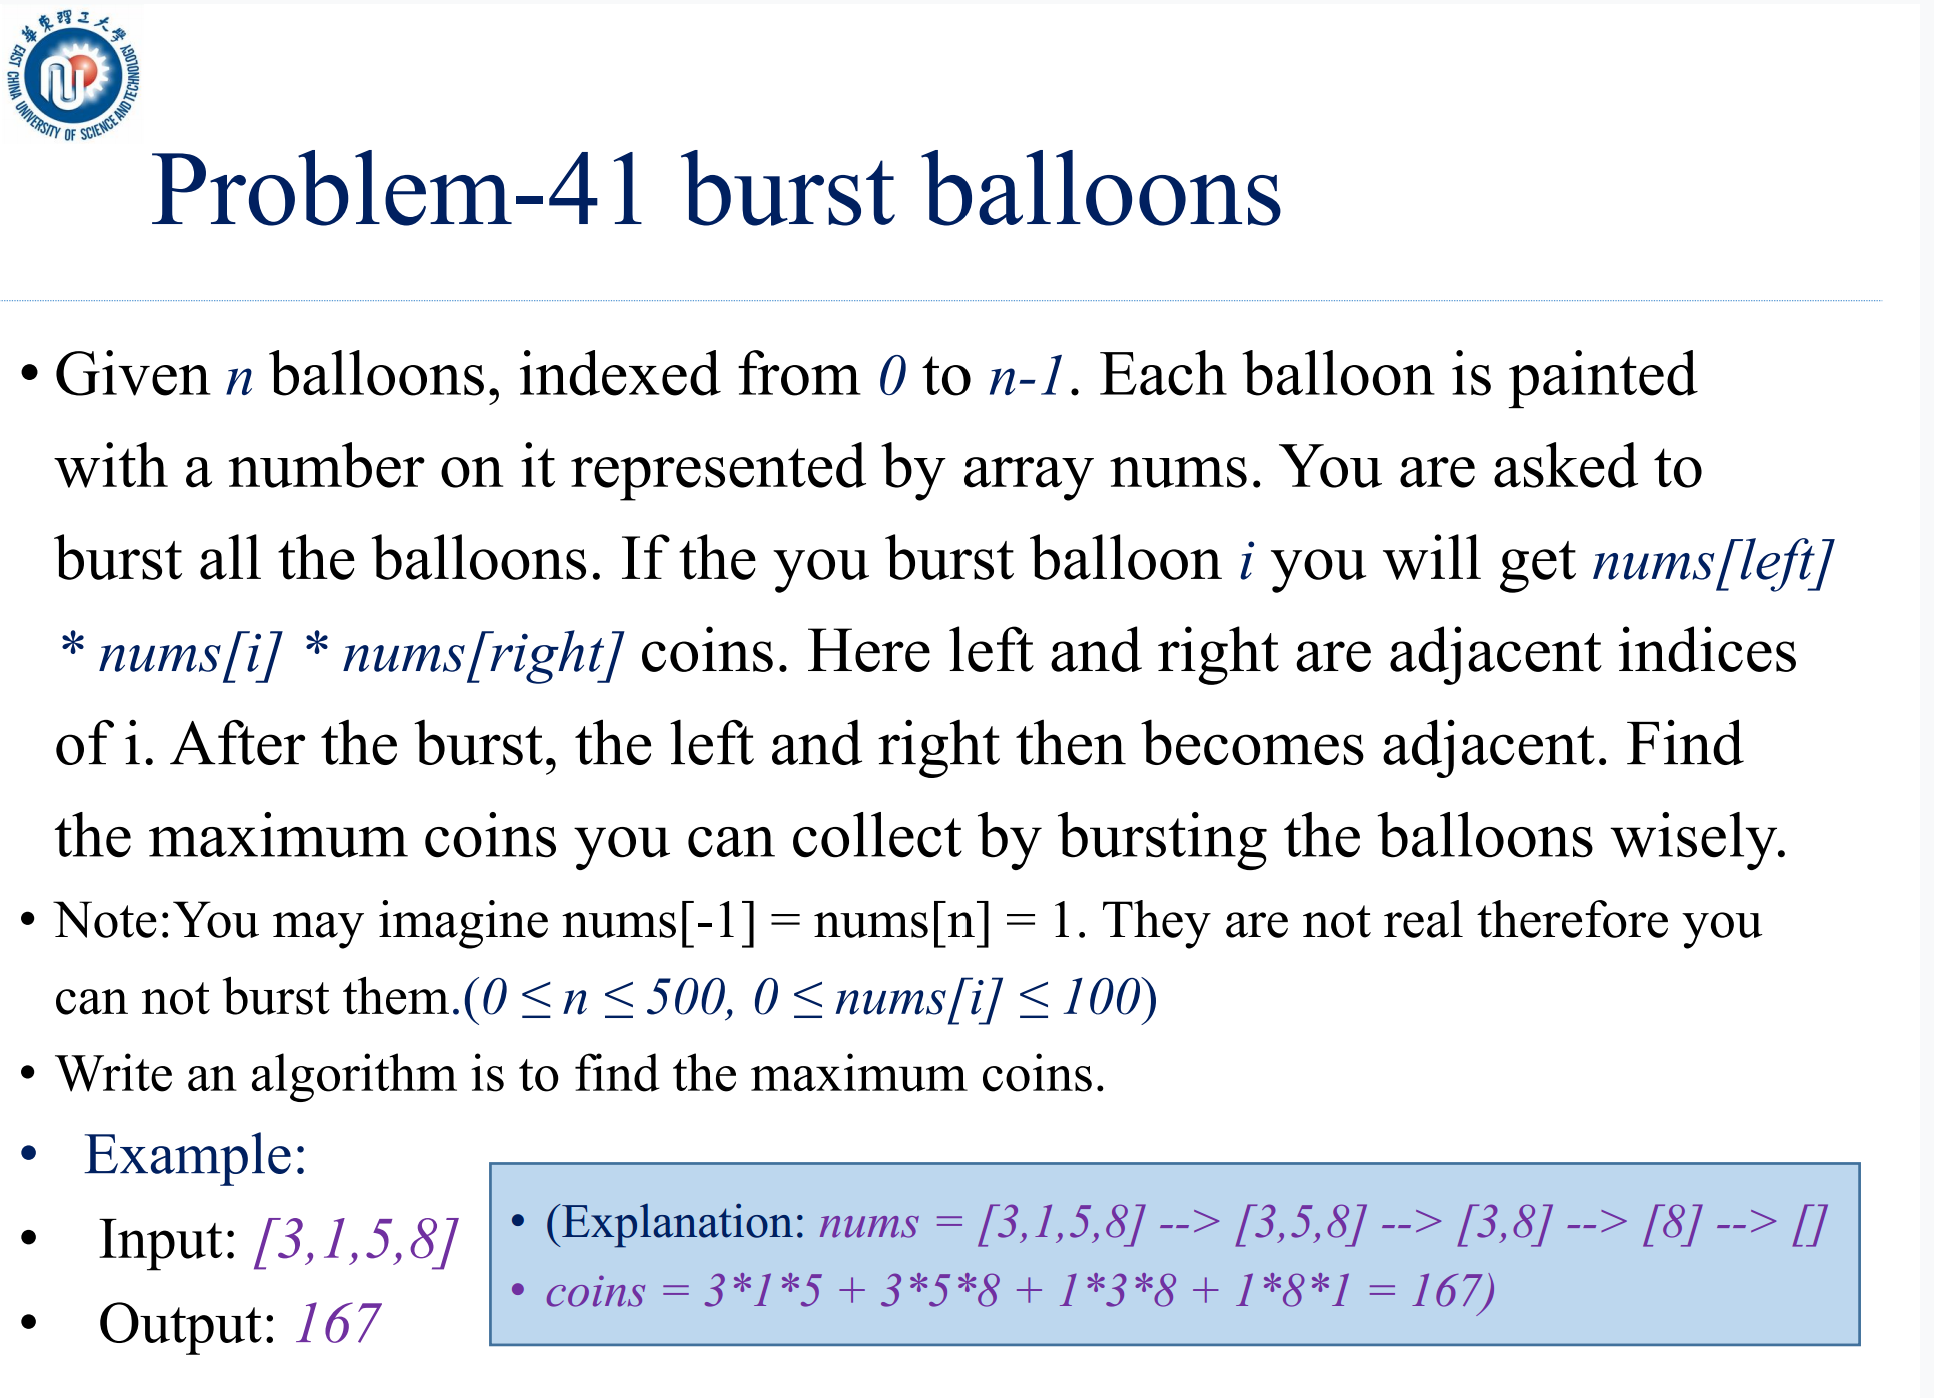 華東理工大學
EAST CHINA UNIVERSITY OF SCIENCE AND TECHNOLOGY
Problem-41 burst balloons
• Given n balloons, indexed from 0 to n-1. Each balloon is painted
with a number on it represented by array nums. You are asked to
burst all the balloons. If the you burst balloon i you will get nums[left]
* nums[i] * nums[right] coins. Here left and right are adjacent indices
of i. After the burst, the left and right then becomes adjacent. Find
the maximum coins you can collect by bursting the balloons wisely.
• Note:You may imagine nums[-1] = nums[n] = 1. They are not real therefore you
can not burst them.(0 ≤ n ≤ 500, 0 ≤ nums[i] ≤ 100)
• Write an algorithm is to find the maximum coins.
• Example:
• Input: [3,1,5,8]
• Output: 167
• (Explanation: nums = [3,1,5,8] --> [3,5,8] --> [3,8] --> [8] --> []
• coins = 3*1*5 + 3*5*8 + 1*3*8 + 1*8*1 = 167)